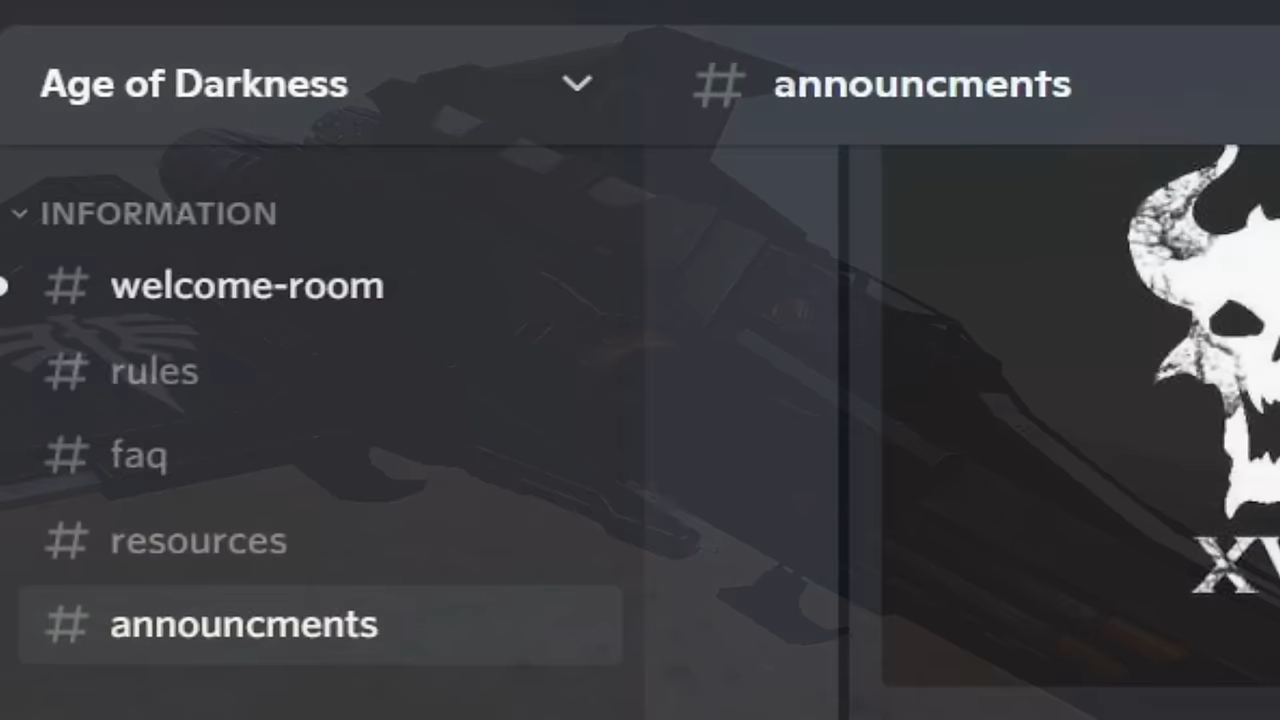 Age of Darkness
# announcments
INFORMATION
# welcome-room
# rules
# faq
# resources
# announcments